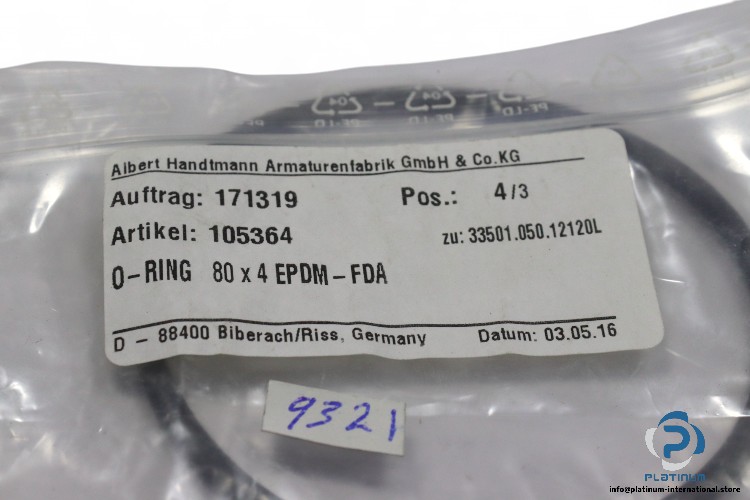 Albert Handtmann Armaturenfabrik GmbH & Co.KG
Auftrag: 171319 Pos.: 4/3
Artikel: 105364 zu: 33501.050.12120L
O-RING 80 x 4 EPDM-FDA
D - 88400 Biberach/Riss, Germany Datum: 03.05.16
9321
PLATINUM
info@platinum-international.store